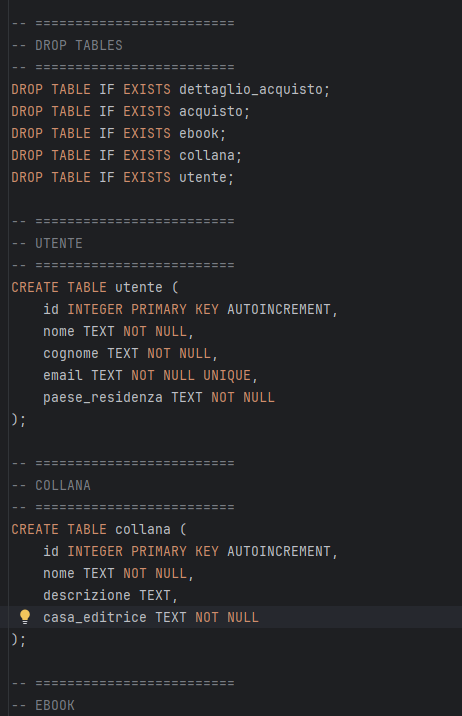 -- =========================
-- DROP TABLES
-- =========================
DROP TABLE IF EXISTS dettaglio_acquisto;
DROP TABLE IF EXISTS acquisto;
DROP TABLE IF EXISTS ebook;
DROP TABLE IF EXISTS collana;
DROP TABLE IF EXISTS utente;

-- =========================
-- UTENTE
-- =========================
CREATE TABLE utente (
    id INTEGER PRIMARY KEY AUTOINCREMENT,
    nome TEXT NOT NULL,
    cognome TEXT NOT NULL,
    email TEXT NOT NULL UNIQUE,
    paese_residenza TEXT NOT NULL
);

-- =========================
-- COLLANA
-- =========================
CREATE TABLE collana (
    id INTEGER PRIMARY KEY AUTOINCREMENT,
    nome TEXT NOT NULL,
    descrizione TEXT,
    casa_editrice TEXT NOT NULL
);

-- =========================
-- EBOOK